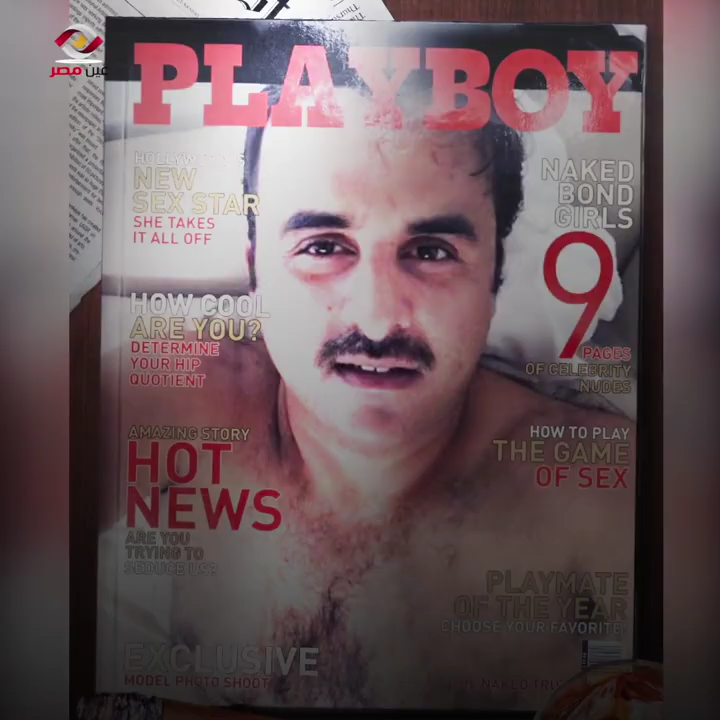 عين مصر
PLAYBOY
NEW
SEX STAR
SHE TAKES
IT ALL OFF
HOW COOL
ARE YOU?
DETERMINE
YOUR HIP
QUOTIENT
AMAZING STORY
HOT
NEWS
ARE YOU
TRYING TO
SEDUCE US?
EXCLUSIVE
MODEL PHOTO SHOOT
NAKED
BOND
GIRLS
9
PAGES
OF CELEBRITY
NUDES
HOW TO PLAY
THE GAME
OF SEX
PLAYMATE
OF THE YEAR
CHOOSE YOUR FAVORITE
NAKED